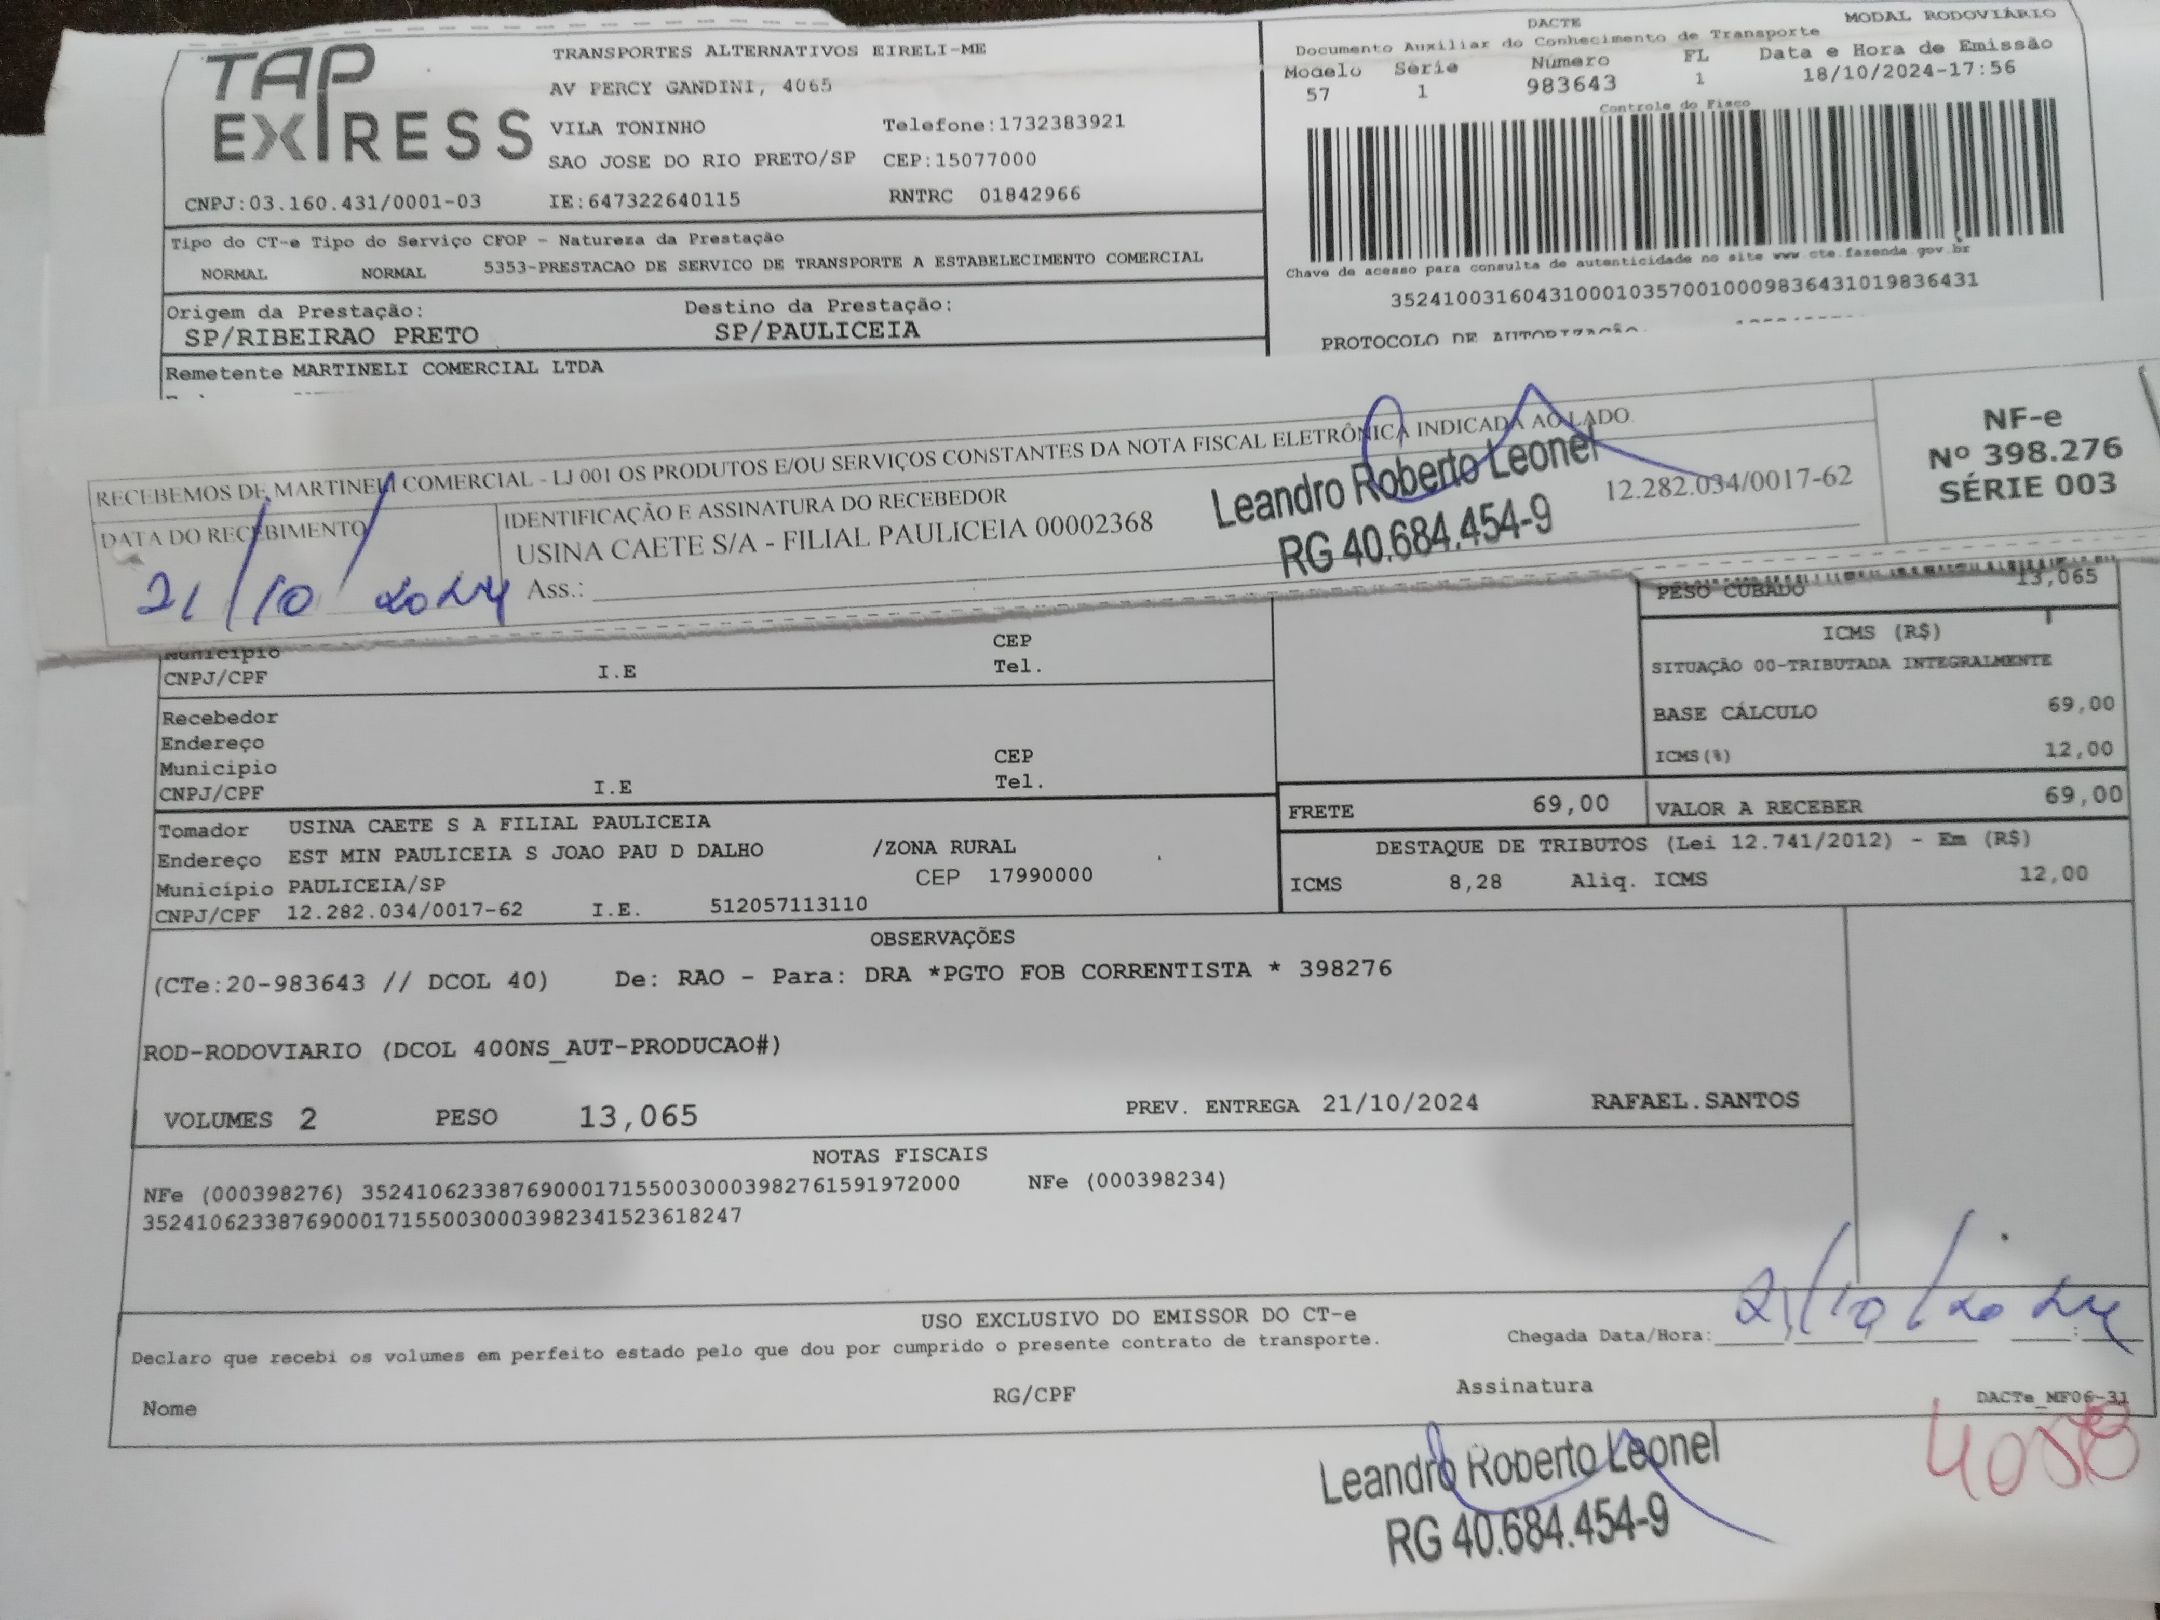 TAP EXPRESS
TRANSPORTES ALTERNATIVOS EIRELI-ME
AV PERCY GANDINI, 4065
VILA TONINHO Telefone:1732383921
SAO JOSE DO RIO PRETO/SP CEP:15077000
CNPJ:03.160.431/0001-03 IE:647322640115 RNTRC 01842966
DACTE MODAL RODOVIÁRIO
Documento Auxiliar do Conhecimento de Transporte
Modelo Série Número FL Data e Hora de Emissão
57 1 983643 1 18/10/2024-17:56
Controle do Fisco
Chave de acesso para consulta de autenticidade no site www.cte.fazenda.gov.br
35241003160431000103570010009836431019836431
PROTOCOLO DE AUTORIZAÇÃO:
Tipo do CT-e Tipo do Serviço CFOP - Natureza da Prestação
NORMAL NORMAL 5353-PRESTACAO DE SERVICO DE TRANSPORTE A ESTABELECIMENTO COMERCIAL
Origem da Prestação: Destino da Prestação:
SP/RIBEIRAO PRETO SP/PAULICEIA
Remetente MARTINELI COMERCIAL LTDA
RECEBEMOS DE MARTINELI COMERCIAL - LJ 001 OS PRODUTOS E/OU SERVIÇOS CONSTANTES DA NOTA FISCAL ELETRÔNICA INDICADA AO LADO.
DATA DO RECEBIMENTO
21/10/2024
IDENTIFICAÇÃO E ASSINATURA DO RECEBEDOR
USINA CAETE S/A - FILIAL PAULICEIA 00002368 12.282.034/0017-62
Ass.:
Leandro Roberto Leonel
RG 40.684.454-9
NF-e
Nº 398.276
SÉRIE 003
PESO CUBADO 13,065
Município CEP
CNPJ/CPF I.E Tel.
ICMS (R$)
SITUAÇÃO 00-TRIBUTADA INTEGRALMENTE
BASE CÁLCULO 69,00
ICMS(%) 12,00
Recebedor
Endereço
Municipio CEP
CNPJ/CPF I.E Tel.
FRETE 69,00 VALOR A RECEBER 69,00
Tomador USINA CAETE S A FILIAL PAULICEIA
Endereço EST MIN PAULICEIA S JOAO PAU D DALHO /ZONA RURAL
Município PAULICEIA/SP CEP 17990000
CNPJ/CPF 12.282.034/0017-62 I.E. 512057113110
DESTAQUE DE TRIBUTOS (Lei 12.741/2012) - Em (R$)
ICMS 8,28 Aliq. ICMS 12,00
OBSERVAÇÕES
(CTe:20-983643 // DCOL 40) De: RAO - Para: DRA *PGTO FOB CORRENTISTA * 398276
ROD-RODOVIARIO (DCOL 400NS_AUT-PRODUCAO#)
VOLUMES 2 PESO 13,065 PREV. ENTREGA 21/10/2024 RAFAEL.SANTOS
NOTAS FISCAIS
NFe (000398276) 35241062338769000171550030003982761591972000 NFe (000398234)
35241062338769000171550030003982341523618247
USO EXCLUSIVO DO EMISSOR DO CT-e
Declaro que recebi os volumes em perfeito estado pelo que dou por cumprido o presente contrato de transporte.
Chegada Data/Hora: 21/10/2024
Nome RG/CPF Assinatura
DACTe_MF06-31
Leandro Roberto Leonel
RG 40.684.454-9